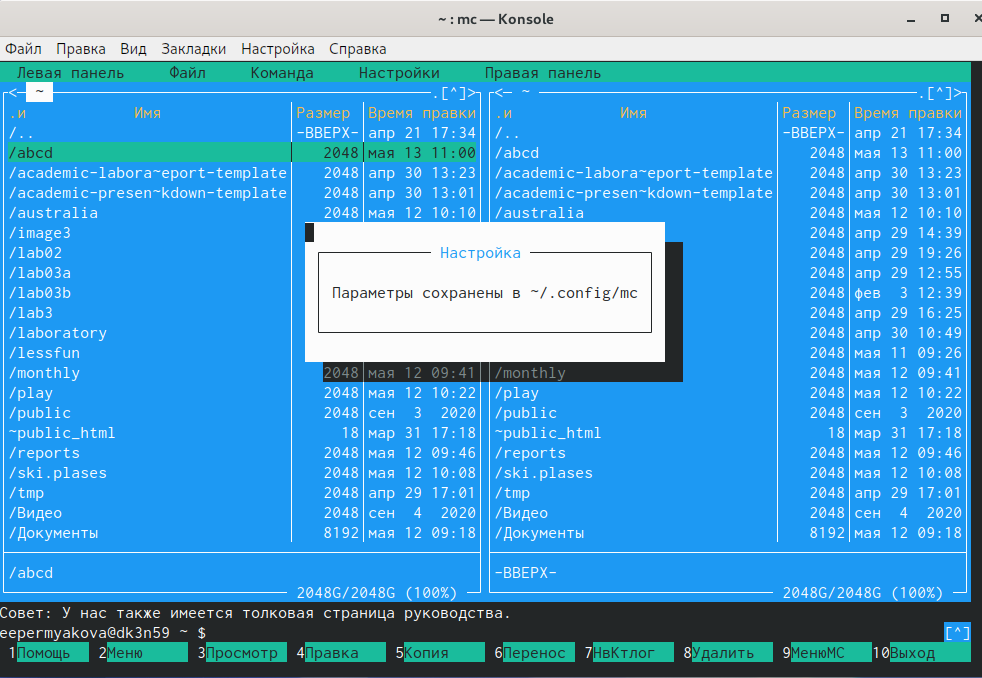 ~ : mc — Konsole
Файл Правка Вид Закладки Настройка Справка
Левая панель Файл Команда Настройки Правая панель
<— ~ .[^]> <— ~ .[^]>
.и Имя Размер Время правки .и Имя Размер Время правки
/.. -ВВЕРХ- апр 21 17:34 /.. -ВВЕРХ- апр 21 17:34
/abcd 2048 мая 13 11:00 /abcd 2048 мая 13 11:00
/academic-labora~eport-template 2048 апр 30 13:23 /academic-labora~eport-template 2048 апр 30 13:23
/academic-presen~kdown-template 2048 апр 30 13:01 /academic-presen~kdown-template 2048 апр 30 13:01
/australia 2048 мая 12 10:10 /australia 2048 мая 12 10:10
/image3 2048 апр 29 14:39
/lab02 Настройка 2048 апр 29 19:26
/lab03a 2048 апр 29 12:55
/lab03b Параметры сохранены в ~/.config/mc 2048 фев 3 12:39
/lab3 2048 апр 29 16:25
/laboratory 2048 апр 30 10:49
/lessfun 2048 мая 11 09:26
/monthly 2048 мая 12 09:41 /monthly 2048 мая 12 09:41
/play 2048 мая 12 10:22 /play 2048 мая 12 10:22
/public 2048 сен 3 2020 /public 2048 сен 3 2020
~public_html 18 мар 31 17:18 ~public_html 18 мар 31 17:18
/reports 2048 мая 12 09:46 /reports 2048 мая 12 09:46
/ski.plases 2048 мая 12 10:08 /ski.plases 2048 мая 12 10:08
/tmp 2048 апр 29 17:01 /tmp 2048 апр 29 17:01
/Видео 2048 сен 4 2020 /Видео 2048 сен 4 2020
/Документы 8192 мая 12 09:18 /Документы 8192 мая 12 09:18
/abcd -ВВЕРХ-
2048G/2048G (100%) 2048G/2048G (100%)
Совет: У нас также имеется толковая страница руководства.
eepermyakova@dk3n59 ~ $ [^]
1Помощь 2Меню 3Просмотр 4Правка 5Копия 6Перенос 7НвКтлог 8Удалить 9МенюМС 10Выход